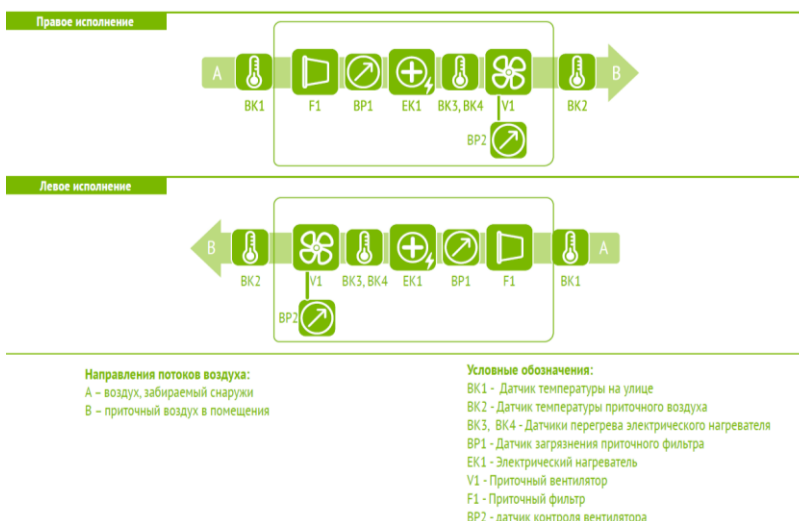 Правое исполнение
A B
BK1 F1 BP1 EK1 BK3, BK4 V1 BK2
BP2
Левое исполнение
B A
BK2 V1 BK3, BK4 EK1 BP1 F1 BK1
BP2
Направления потоков воздуха:
A – воздух, забираемый снаружи
B – приточный воздух в помещения
Условные обозначения:
BK1 - Датчик температуры на улице
BK2 - Датчик температуры приточного воздуха
BK3, BK4 - Датчики перегрева электрического нагревателя
BP1 - Датчик загрязнения приточного фильтра
EK1 - Электрический нагреватель
V1 - Приточный вентилятор
F1 - Приточный фильтр
BP2 - датчик контроля вентилятора